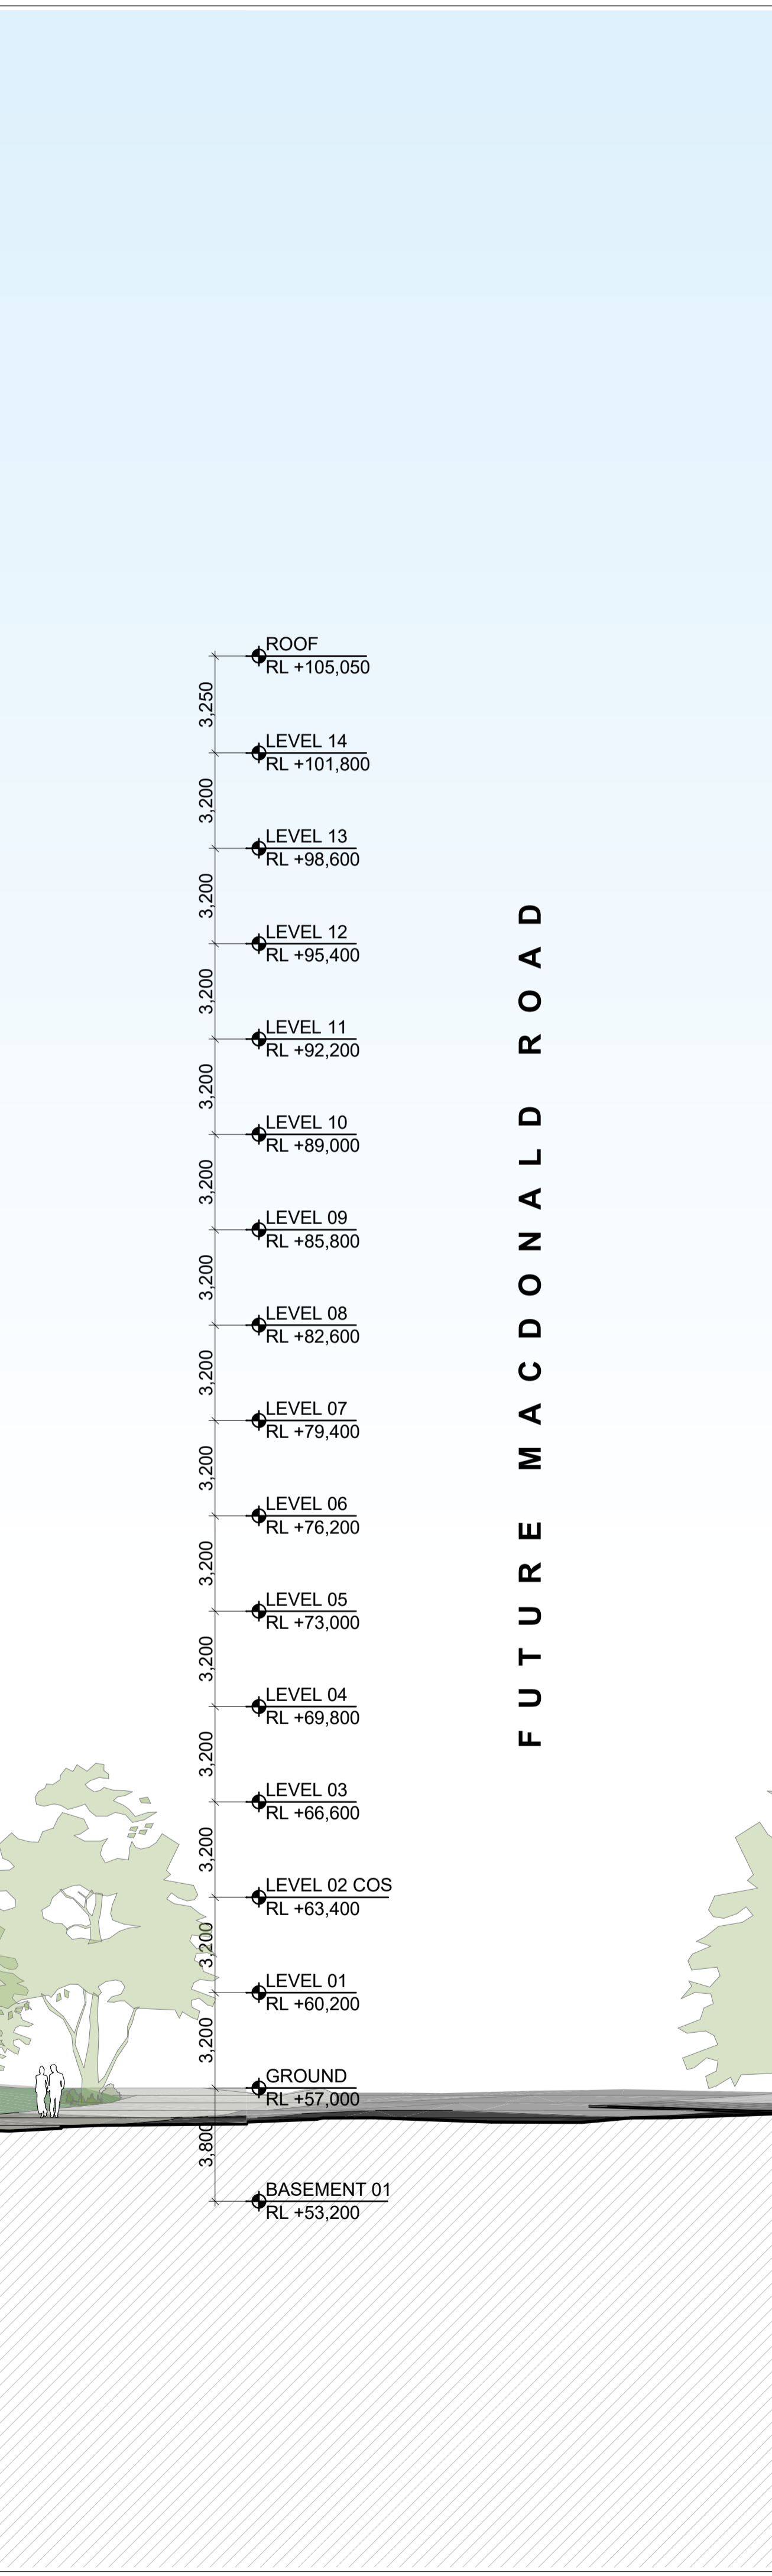 ROOF
RL +105,050
3,250
LEVEL 14
RL +101,800
3,200
LEVEL 13
RL +98,600
3,200
LEVEL 12
RL +95,400
3,200
LEVEL 11
RL +92,200
3,200
LEVEL 10
RL +89,000
3,200
LEVEL 09
RL +85,800
3,200
LEVEL 08
RL +82,600
3,200
LEVEL 07
RL +79,400
3,200
LEVEL 06
RL +76,200
3,200
LEVEL 05
RL +73,000
3,200
LEVEL 04
RL +69,800
3,200
LEVEL 03
RL +66,600
3,200
LEVEL 02 COS
RL +63,400
3,200
LEVEL 01
RL +60,200
3,200
GROUND
RL +57,000
3,800
BASEMENT 01
RL +53,200
FUTURE MACDONALD ROAD